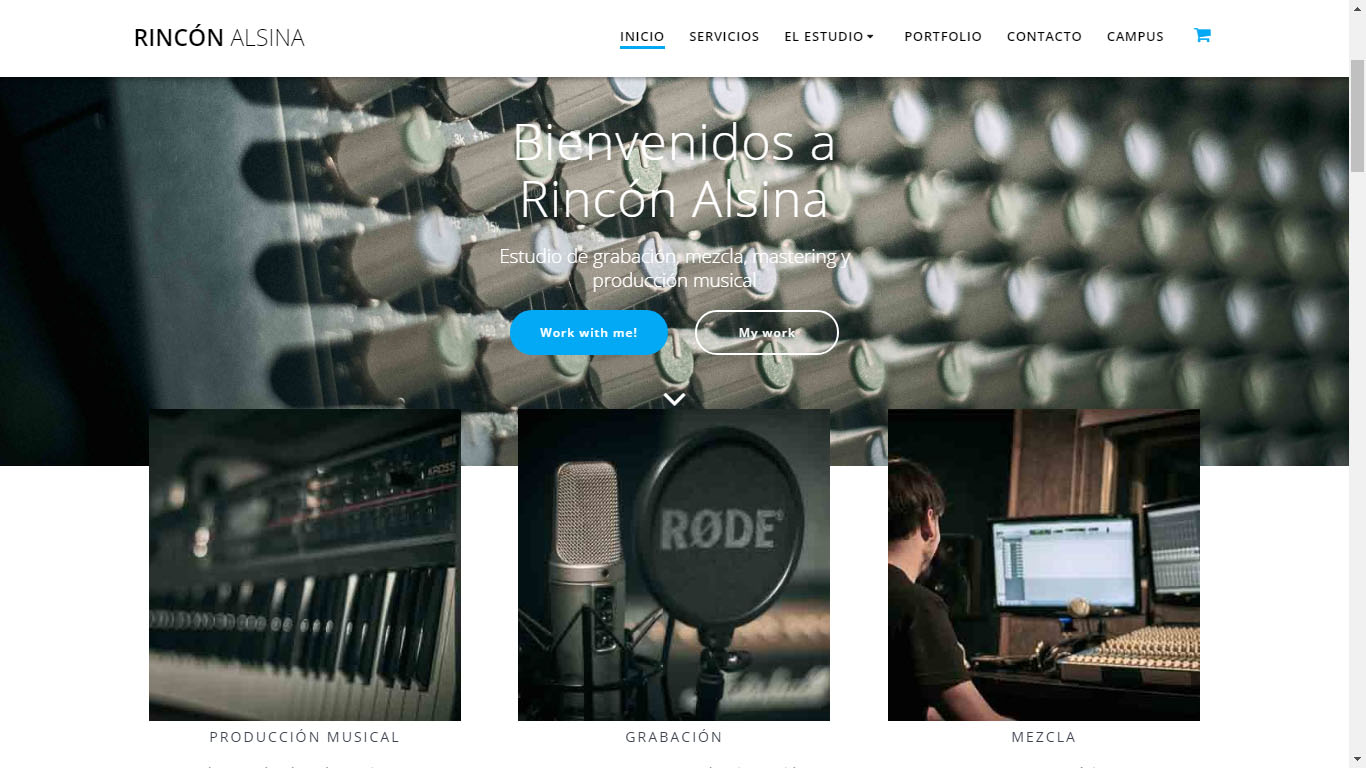 RINCÓN ALSINA
INICIO SERVICIOS EL ESTUDIO PORTFOLIO CONTACTO CAMPUS
Bienvenidos a
Rincón Alsina
Estudio de grabación, mezcla, mastering y
producción musical
Work with me!
My work
KROSS
RØDE
PRODUCCIÓN MUSICAL
GRABACIÓN
MEZCLA